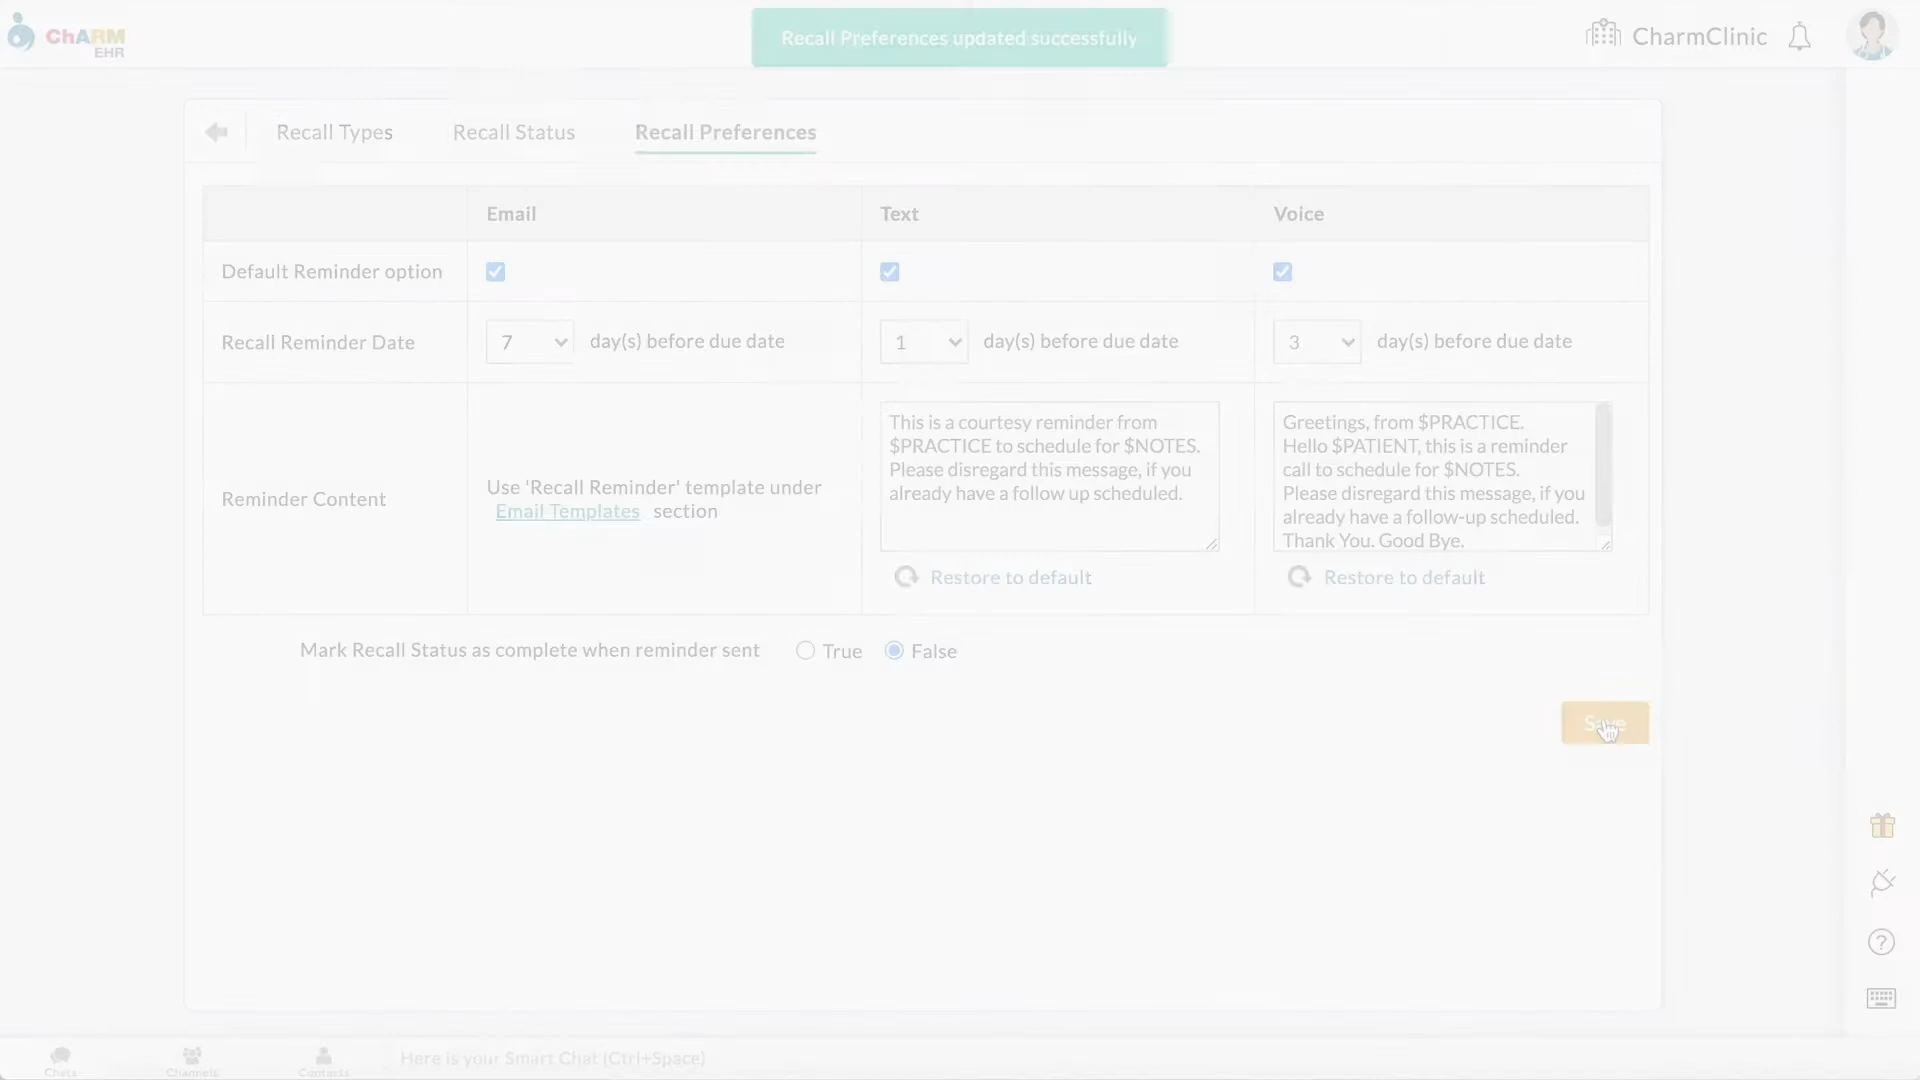 ChARM
EHR
Recall Preferences updated successfully
CharmClinic
Recall Types
Recall Status
Recall Preferences
Email
Text
Voice
Default Reminder option
Recall Reminder Date
7
day(s) before due date
1
day(s) before due date
3
day(s) before due date
Reminder Content
Use 'Recall Reminder' template under
Email Templates section
This is a courtesy reminder from
$PRACTICE to schedule for $NOTES.
Please disregard this message, if you
already have a follow up scheduled.
Restore to default
Greetings, from $PRACTICE.
Hello $PATIENT, this is a reminder
call to schedule for $NOTES.
Please disregard this message, if you
already have a follow-up scheduled.
Thank You. Good Bye.
Restore to default
Mark Recall Status as complete when reminder sent
True
False
Save
Chats
Channels
Contacts
Here is your Smart Chat (Ctrl+Space)